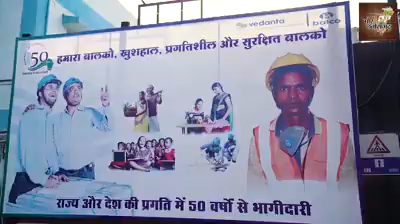 vedanta
balco
50
हमारा बालको, खुशहाल, प्रगतिशील और सुरक्षित बालको
राज्य और देश की प्रगति में 50 वर्षो से भागीदारी